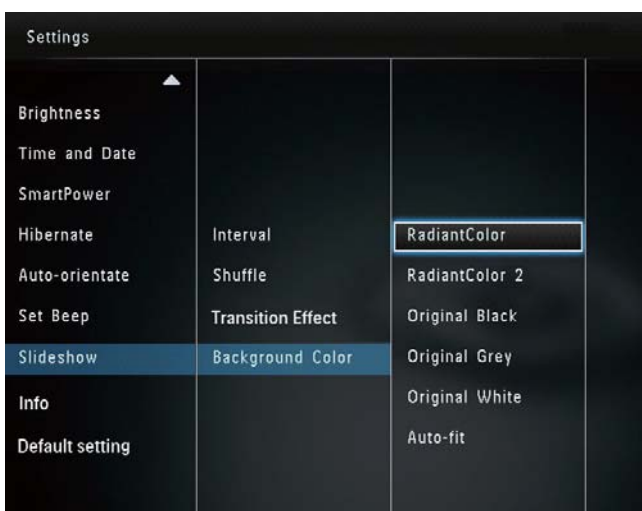 Settings
Brightness
Time and Date
SmartPower
Hibernate
Auto-orientate
Set Beep
Slideshow
Info
Default setting
Interval
Shuffle
Transition Effect
Background Color
RadiantColor
RadiantColor 2
Original Black
Original Grey
Original White
Auto-fit